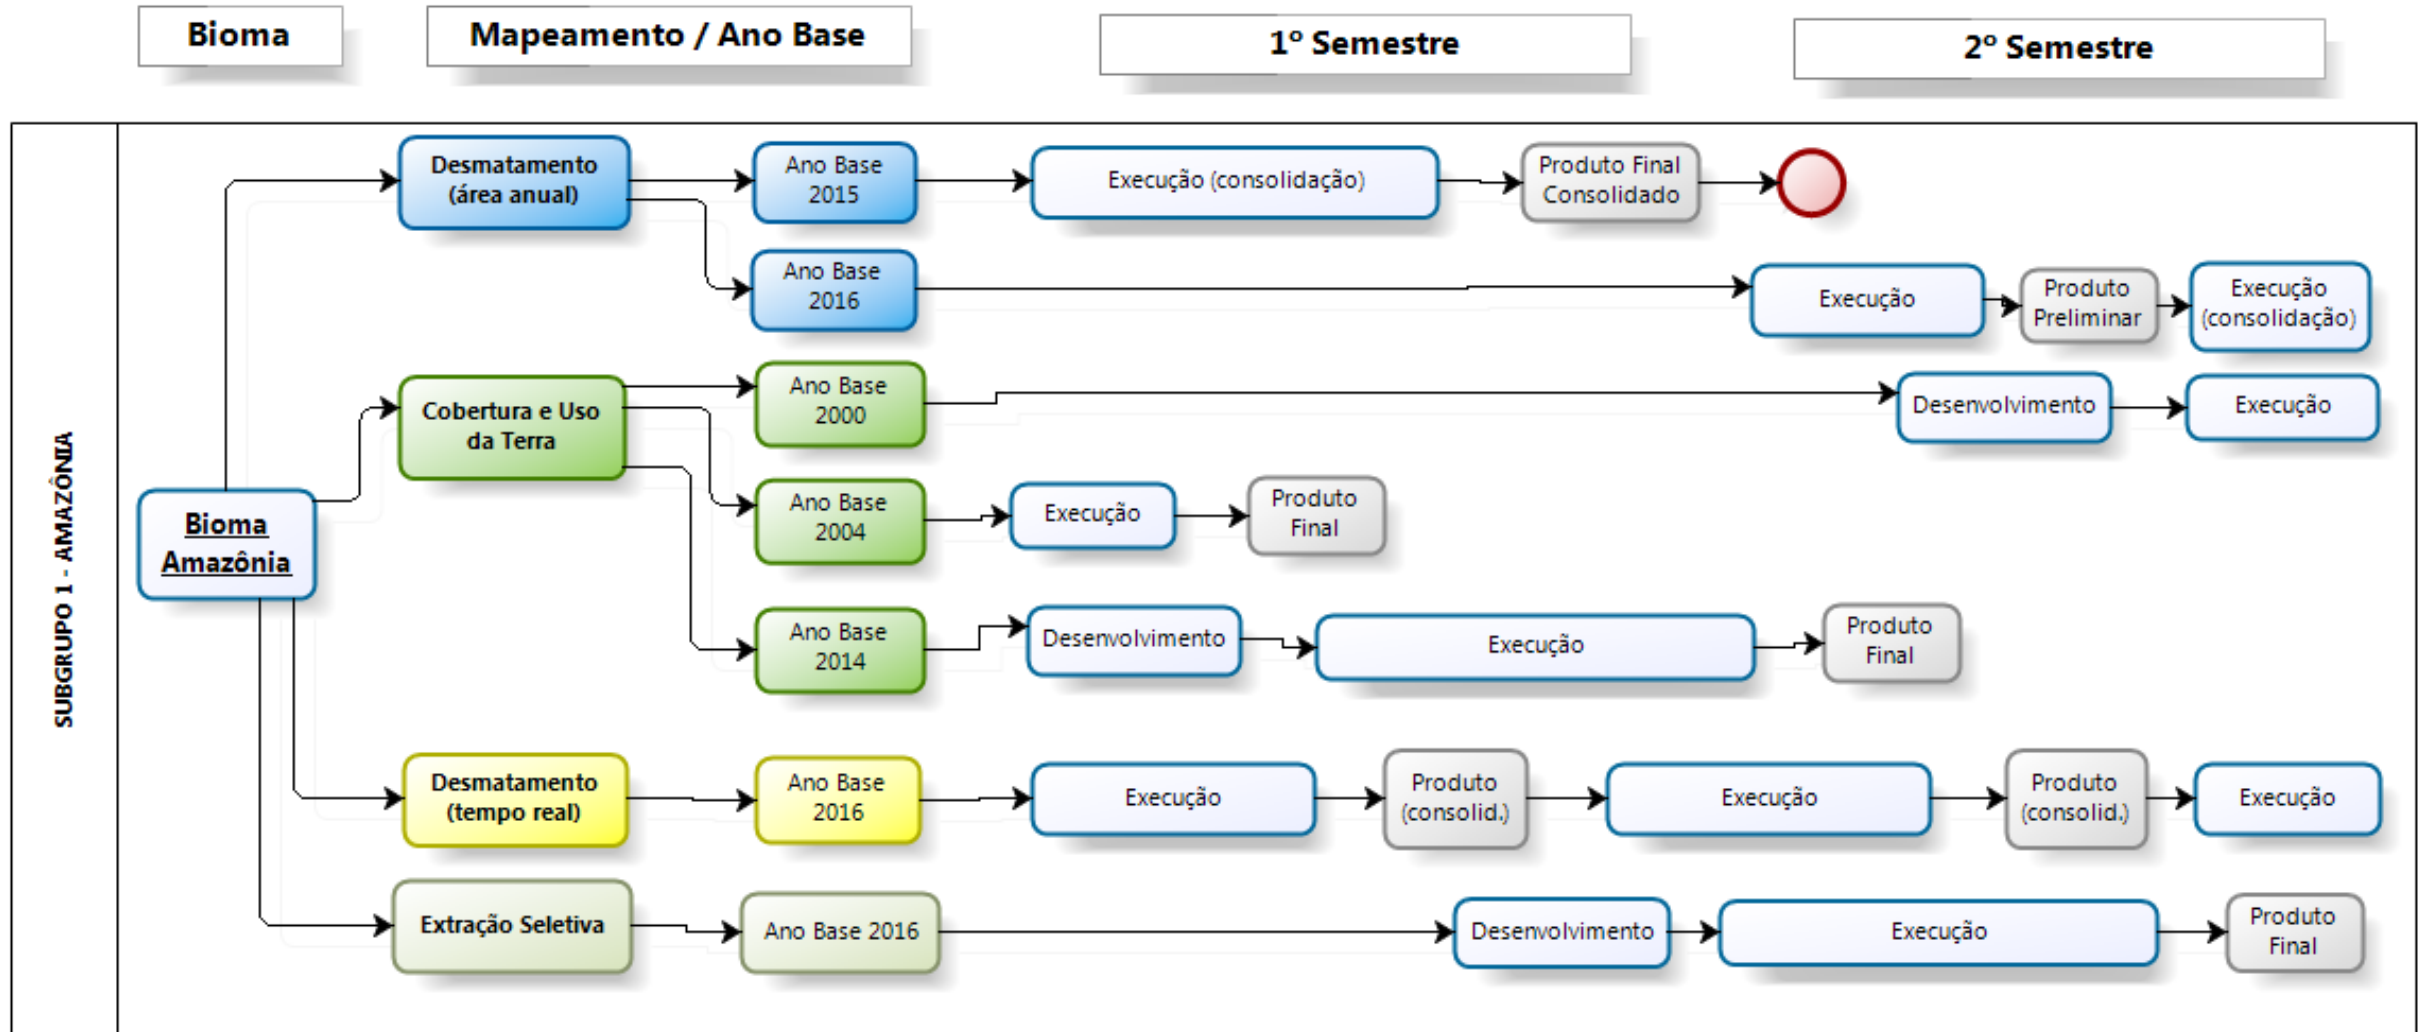 Bioma
Mapeamento / Ano Base
1º Semestre
2º Semestre
SUBGRUPO 1 - AMAZÔNIA
Bioma
Amazônia
Desmatamento
(área anual)
Ano Base
2015
Execução (consolidação)
Produto Final
Consolidado
Ano Base
2016
Execução
Produto
Preliminar
Execução
(consolidação)
Cobertura e Uso
da Terra
Ano Base
2000
Desenvolvimento
Execução
Ano Base
2004
Execução
Produto
Final
Ano Base
2014
Desenvolvimento
Execução
Produto
Final
Desmatamento
(tempo real)
Ano Base
2016
Execução
Produto
(consolid.)
Execução
Produto
(consolid.)
Execução
Extração Seletiva
Ano Base 2016
Desenvolvimento
Execução
Produto
Final